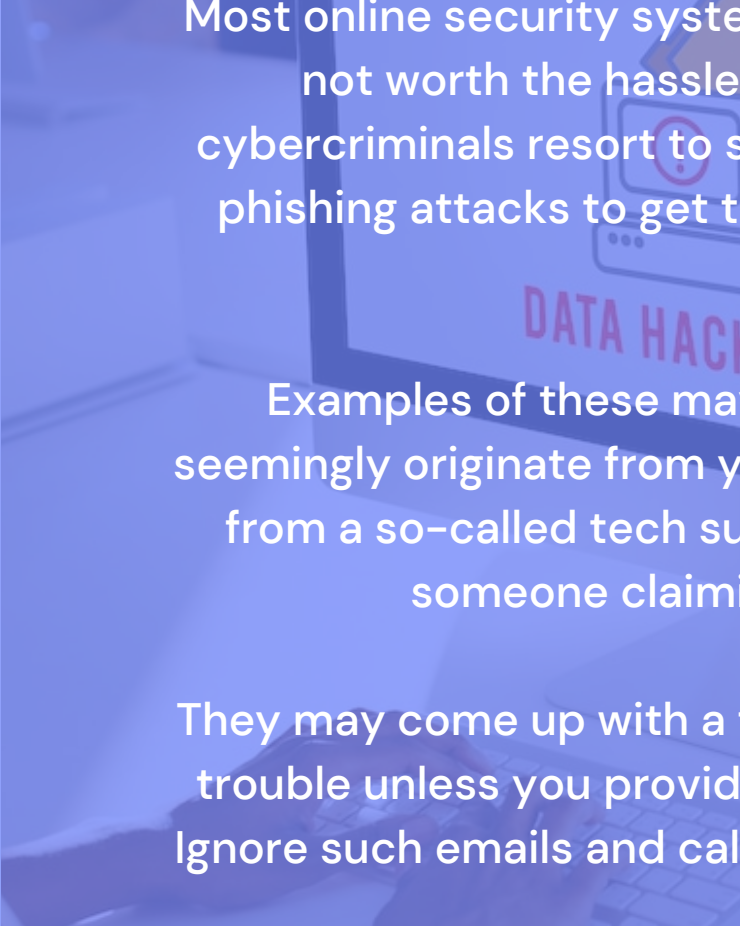 Most online security syste
not worth the hassle
cybercriminals resort to s
phishing attacks to get t
DATA HAC
Examples of these ma
seemingly originate from y
from a so-called tech su
someone claimi
They may come up with a
trouble unless you provid
Ignore such emails and cal